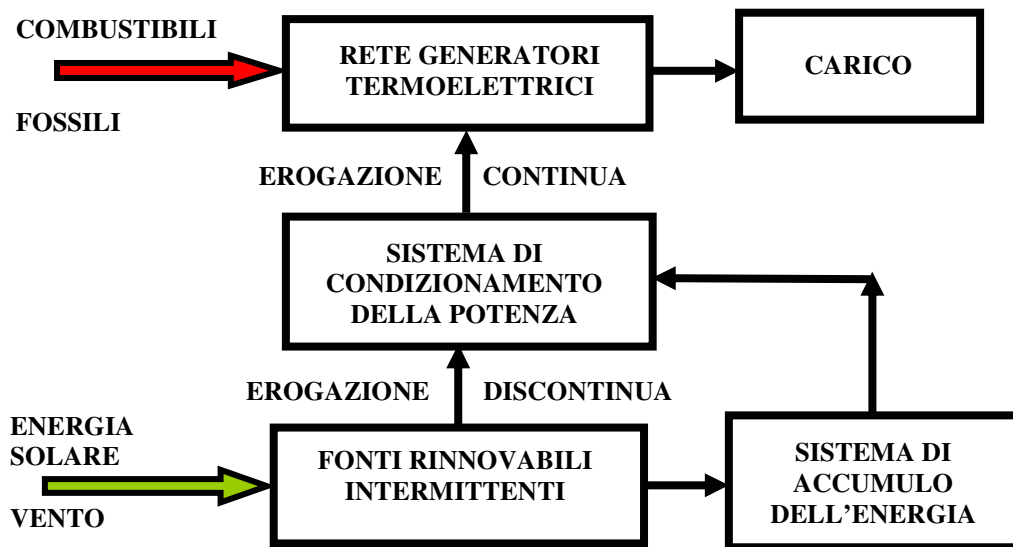 COMBUSTIBILI
FOSSILI
RETE GENERATORI
TERMOELETTRICI
CARICO
EROGAZIONE CONTINUA
SISTEMA DI
CONDIZIONAMENTO
DELLA POTENZA
EROGAZIONE DISCONTINUA
ENERGIA
SOLARE
VENTO
FONTI RINNOVABILI
INTERMITTENTI
SISTEMA DI
ACCUMULO
DELL'ENERGIA